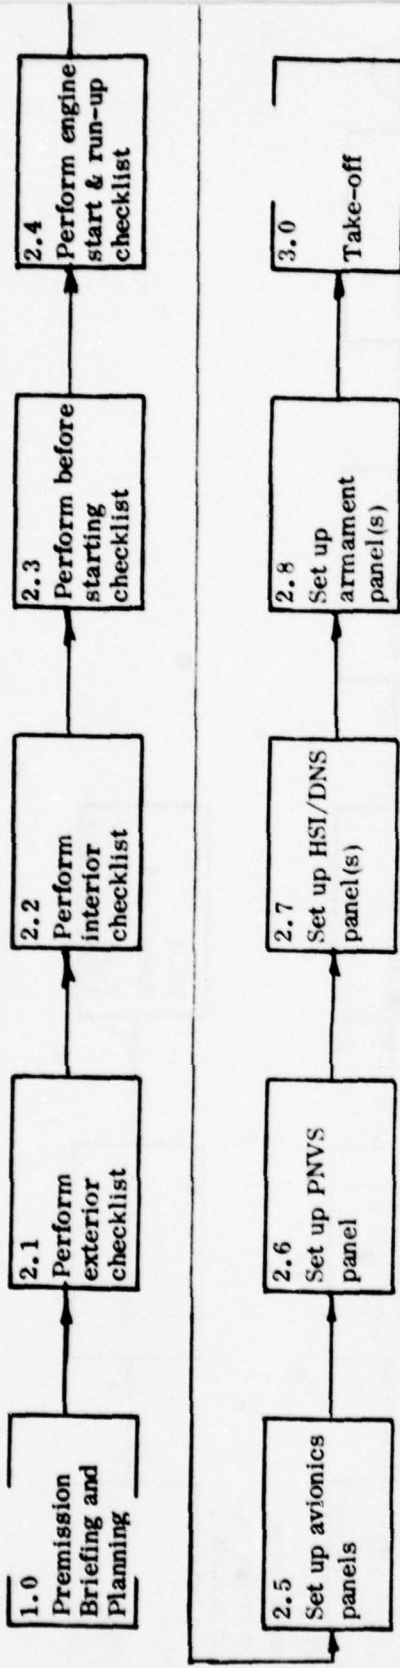 1.0
Premission
Briefing and
Planning
2.1
Perform
exterior
checklist
2.2
Perform
interior
checklist
2.3
Perform before
starting
checklist
2.4
Perform engine
start & run-up
checklist
2.5
Set up avionics
panels
2.6
Set up PNVS
panel
2.7
Set up HSI/DNS
panel(s)
2.8
Set up
armament
panel(s)
3.0
Take-off